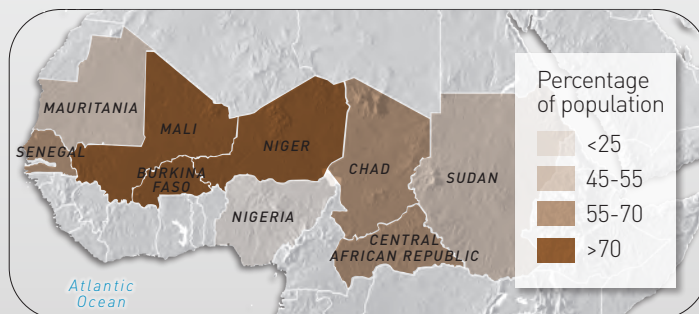 Percentage
of population
<25
45-55
55-70
>70
MAURITANIA
MALI
NIGER
SENEGAL
BURKINA
FASO
CHAD
SUDAN
NIGERIA
CENTRAL
AFRICAN REPUBLIC
Atlantic
Ocean